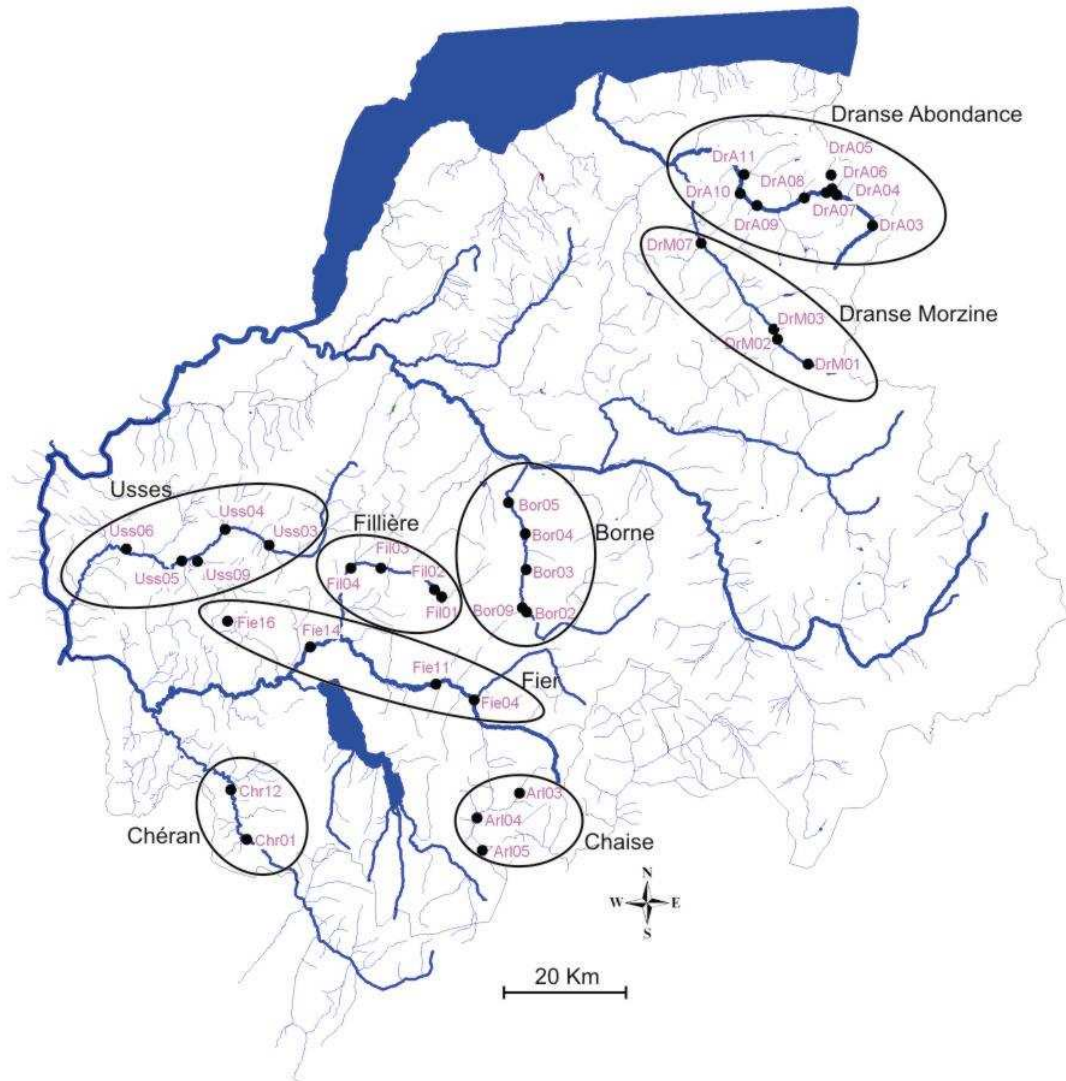 Dranse Abondance
DrA05
DrA11
DrA06
DrA08
DrA04
DrA10
DrA07
DrA09
DrA03
DrM07
DrM03
Dranse Morzine
DrM02
DrM01
Usses
Uss04
Uss06
Uss03
Uss05
Uss09
Fillière
Fil03
Fil02
Fil04
Fil01
Bor05
Borne
Bor04
Bor03
Bor09
Bor02
Fie16
Fie14
Fie11
Fier
Fie04
Chr12
Chéran
Chr01
Arl03
Arl04
Chaise
Arl05
N
W
E
S
20 Km